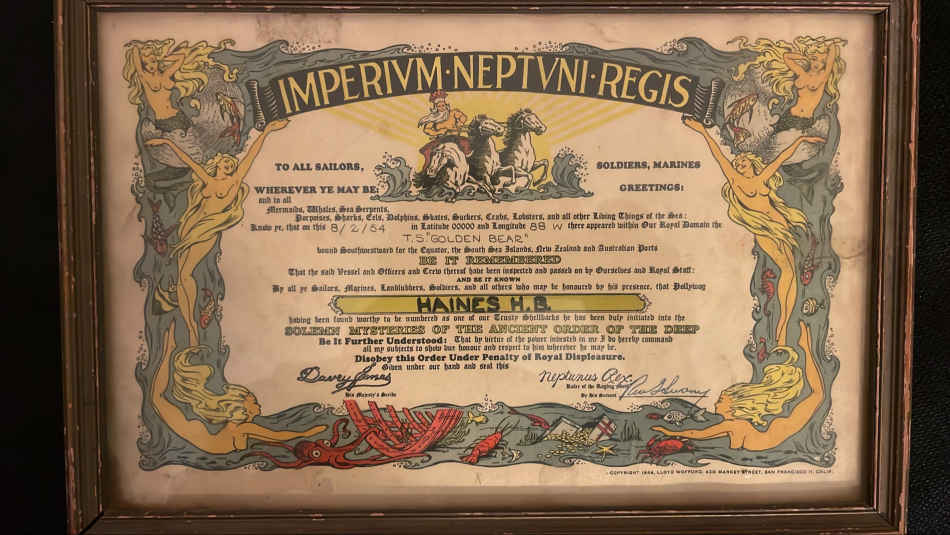 IMPERIVM·NEPTVNI·REGIS
TO ALL SAILORS, SOLDIERS, MARINES
WHEREVER YE MAY BE: GREETINGS:
and to all
Mermaids, Whales, Sea Serpents,
Porpoises, Sharks, Eels, Dolphins, Skates, Suckers, Crabs, Lobsters, and all other Living Things of the Sea:
Know ye, that on this 8/2/54 in Latitude 00000 and Longitude 88 W there appeared within Our Royal Domain the
T.S. "GOLDEN BEAR"
bound Southwestward for the Equator, the South Sea Islands, New Zealand and Australian Ports
BE IT REMEMBERED
That the said Vessel and Officers and Crew thereof have been inspected and passed on by Ourselves and Royal Staff:
AND BE IT KNOWN
By all ye Sailors, Marines, Landlubbers, Soldiers, and all others who may be honoured by his presence, that Pollywog
HAINES H.B.
having been found worthy to be numbered as one of our Trusty Shellbacks he has been duly initiated into the
SOLEMN MYSTERIES OF THE ANCIENT ORDER OF THE DEEP
Be It Further Understood: That by virtue of the power invested in me I do hereby command
all my subjects to show due honour and respect to him wherever he may be.
Disobey this Order Under Penalty of Royal Displeasure.
Given under our hand and seal this
Davey Jones Neptunus Rex
His Majesty's Scribe Ruler of the Raging Main
By His Servant
COPYRIGHT LLOYD WOFFORD, MARKET STREET, SAN FRANCISCO 11, CALIF.